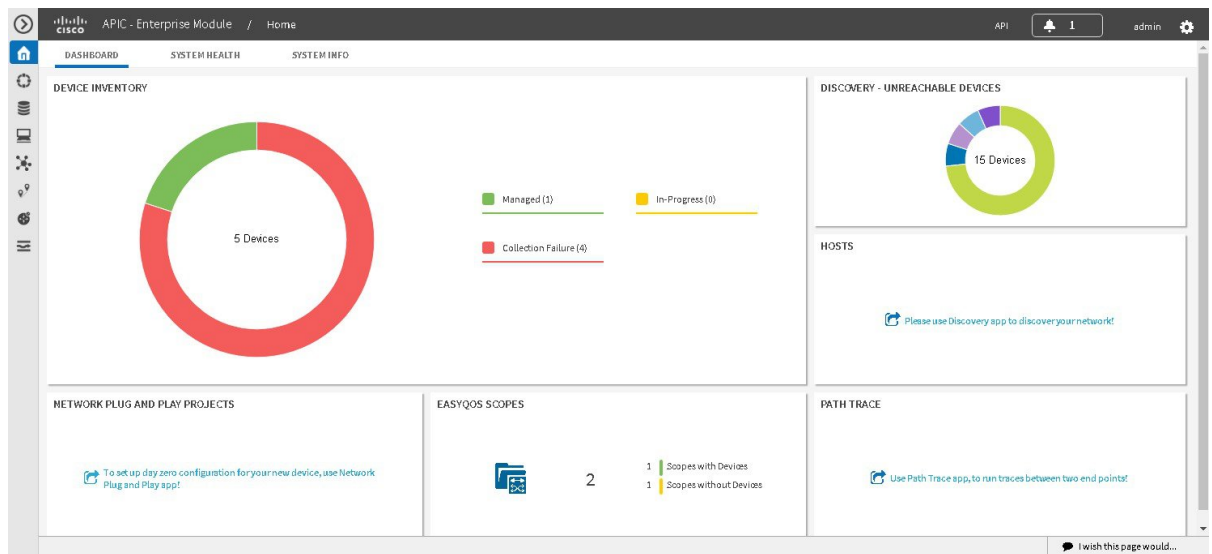 cisco APIC - Enterprise Module / Home API 1 admin
DASHBOARD SYSTEM HEALTH SYSTEM INFO
DEVICE INVENTORY
5 Devices
Managed (1) In-Progress (0)
Collection Failure (4)
DISCOVERY - UNREACHABLE DEVICES
15 Devices
HOSTS
Please use Discovery app to discover your network!
NETWORK PLUG AND PLAY PROJECTS
To set up day zero configuration for your new device, use Network
Plug and Play app!
EASYQOS SCOPES
2
1 Scopes with Devices
1 Scopes without Devices
PATH TRACE
Use Path Trace app, to run traces between two end points!
I wish this page would...